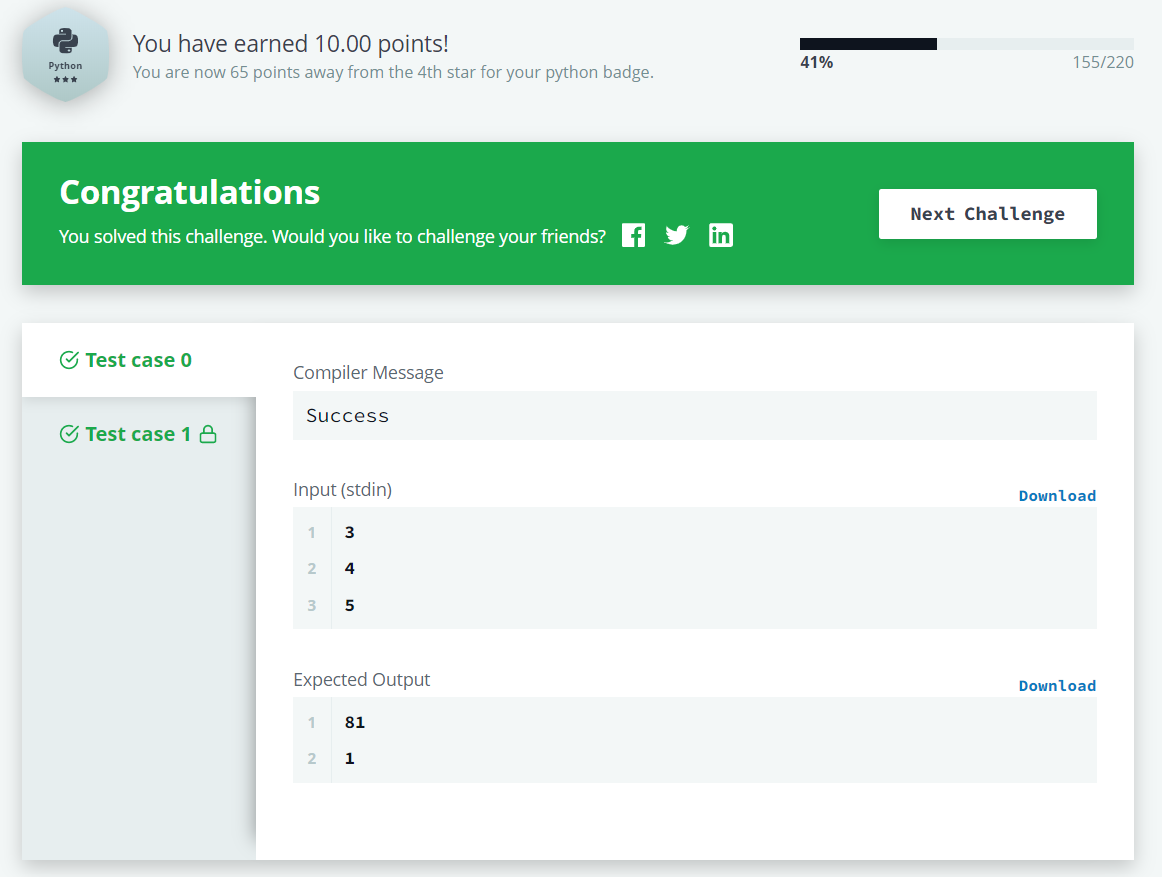 Python
You have earned 10.00 points!
You are now 65 points away from the 4th star for your python badge.
41%
155/220
Congratulations
You solved this challenge. Would you like to challenge your friends?
Next Challenge
Test case 0
Test case 1
Compiler Message
Success
Input (stdin)
Download
1 3
2 4
3 5
Expected Output
Download
1 81
2 1